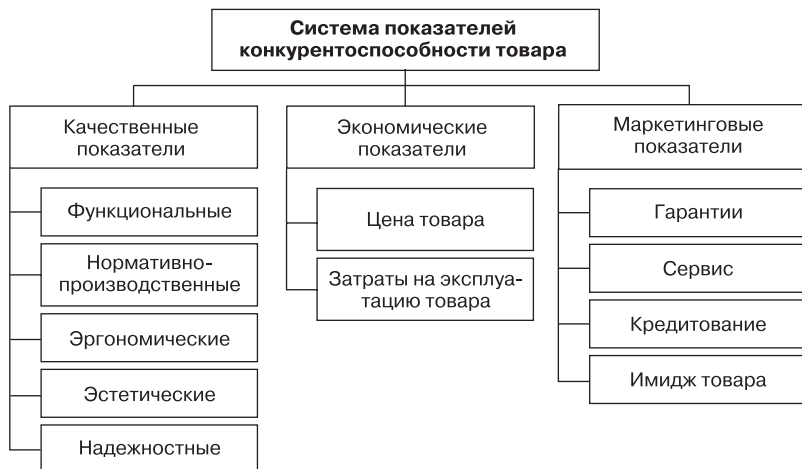 Система показателей
конкурентоспособности товара
Качественные
показатели
Функциональные
Нормативно-
производственные
Эргономические
Эстетические
Надежностные
Экономические
показатели
Цена товара
Затраты на эксплуа-
тацию товара
Маркетинговые
показатели
Гарантии
Сервис
Кредитование
Имидж товара